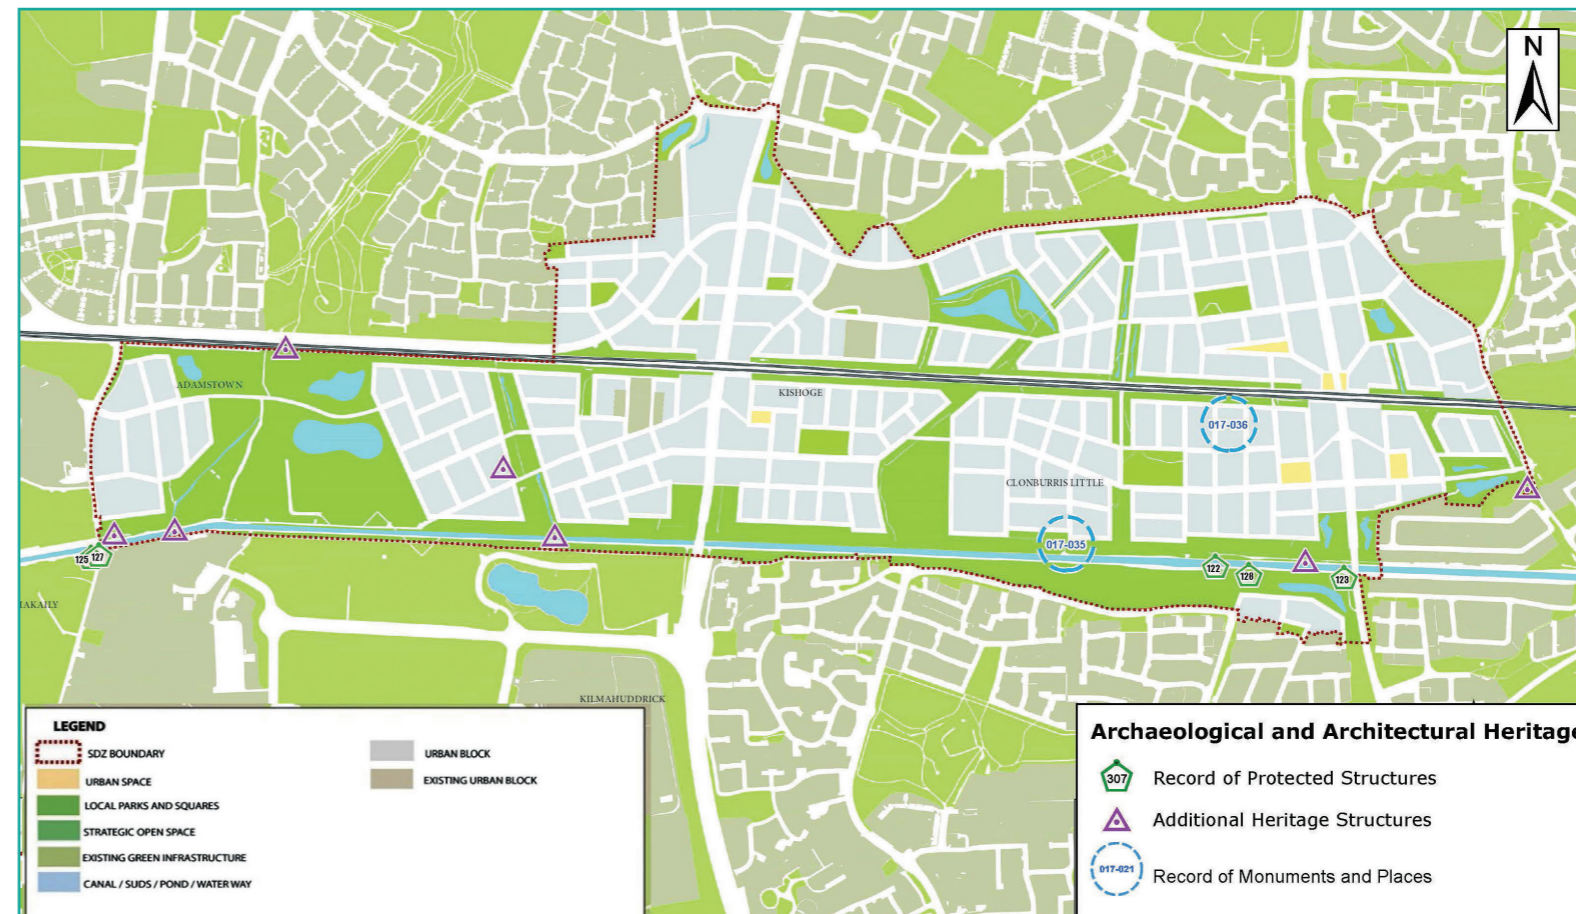 N
ADAMSTOWN
KISHOGE
017-036
CLONBURRIS LITTLE
017-035
125
127
122
128
123
IAKAILY
KILMAHUDDRICK
LEGEND
SDZ BOUNDARY
URBAN SPACE
LOCAL PARKS AND SQUARES
STRATEGIC OPEN SPACE
EXISTING GREEN INFRASTRUCTURE
CANAL / SUDS / POND / WATER WAY
URBAN BLOCK
EXISTING URBAN BLOCK
Archaeological and Architectural Heritage
307 Record of Protected Structures
Additional Heritage Structures
017-021 Record of Monuments and Places